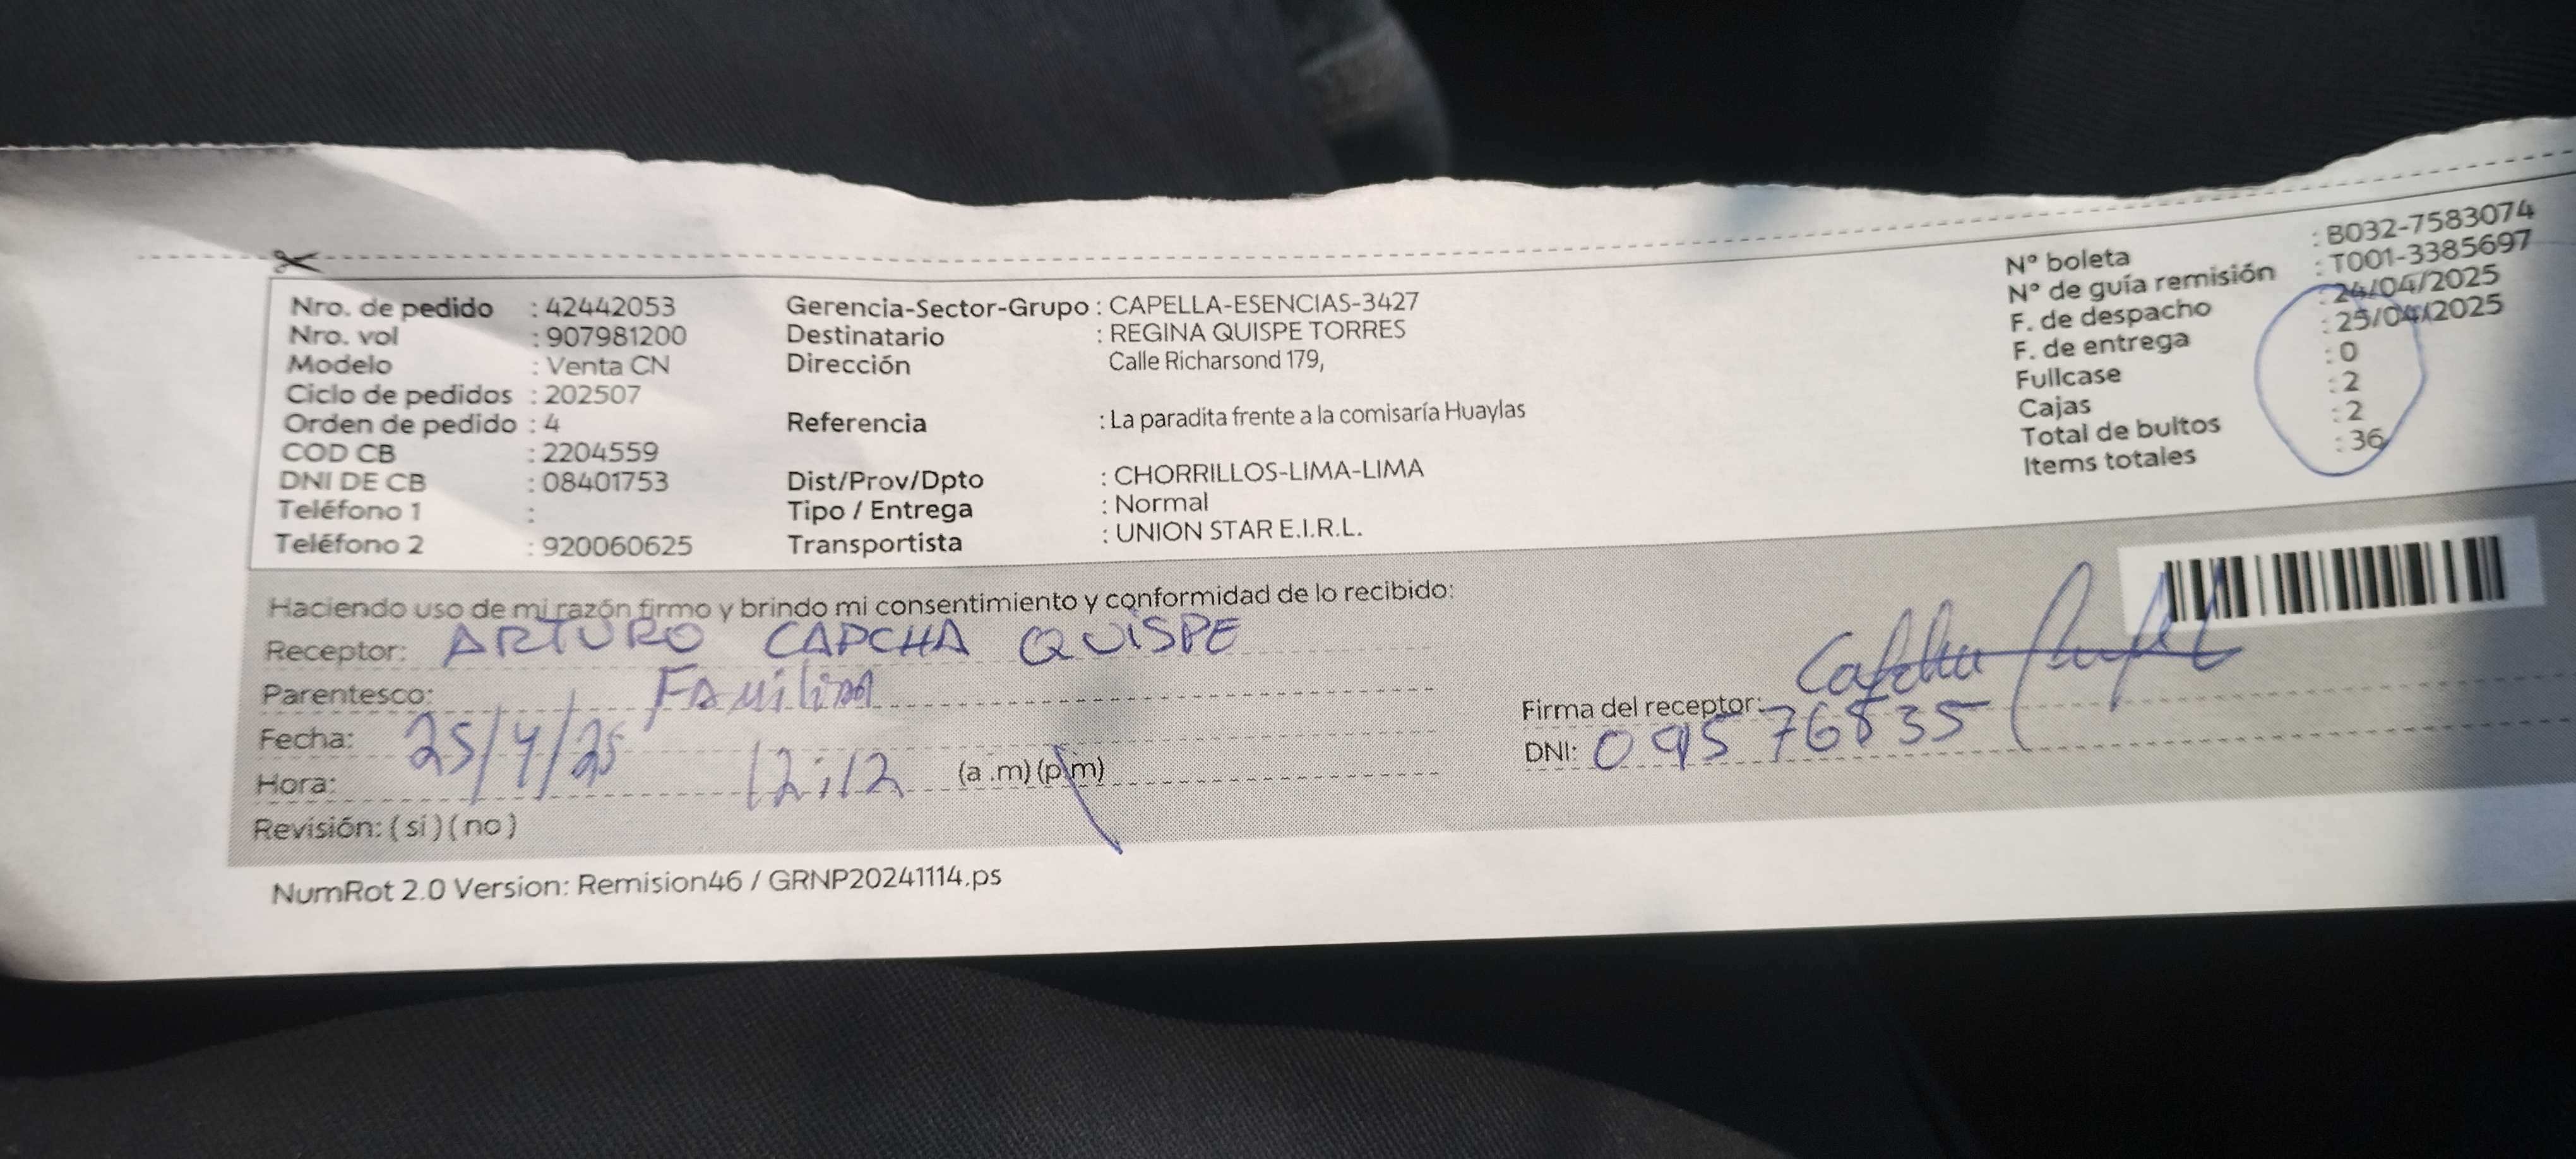 Nro. de pedido : 42442053
Nro. vol : 907981200
Modelo : Venta CN
Ciclo de pedidos : 202507
Orden de pedido : 4
COD CB : 2204559
DNI DE CB : 08401753
Teléfono 1 :
Teléfono 2 : 920060625
Gerencia-Sector-Grupo : CAPELLA-ESENCIAS-3427
Destinatario : REGINA QUISPE TORRES
Dirección Calle Richarsond 179,
Referencia : La paradita frente a la comisaría Huaylas
Dist/Prov/Dpto : CHORRILLOS-LIMA-LIMA
Tipo / Entrega : Normal
Transportista : UNION STAR E.I.R.L.
N° boleta : B032-7583074
N° de guía remisión : T001-3385697
F. de despacho : 24/04/2025
F. de entrega : 25/04/2025
Fullcase : 0
Cajas : 2
Total de bultos : 2
Items totales : 36
Haciendo uso de mi razón firmo y brindo mi consentimiento y conformidad de lo recibido:
Receptor: ARTURO CAPCHA QUISPE
Parentesco: Familiar
Fecha: 25/4/25
Hora: 12:12 (a .m) (p.m)
Revisión: ( si ) ( no )
Firma del receptor:
DNI: 09576835
NumRot 2.0 Version: Remision46 / GRNP20241114.ps